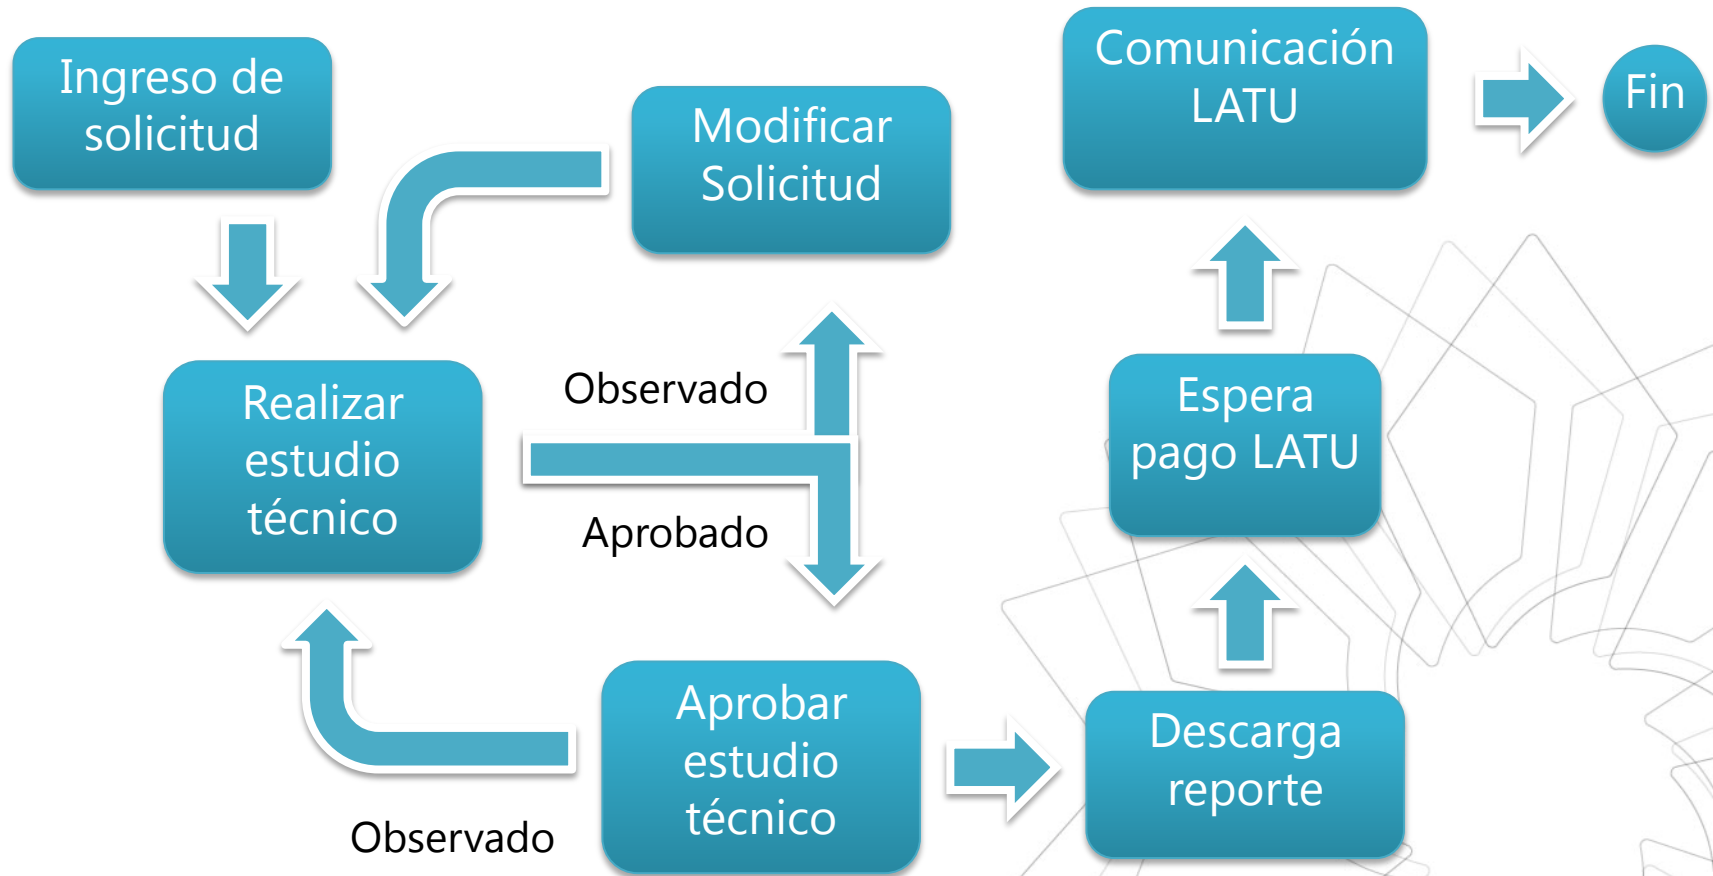 Ingreso de
solicitud
Modificar
Solicitud
Realizar
estudio
técnico
Observado
Aprobado
Aprobar
estudio
técnico
Observado
Descarga
reporte
Espera
pago LATU
Comunicación
LATU
Fin